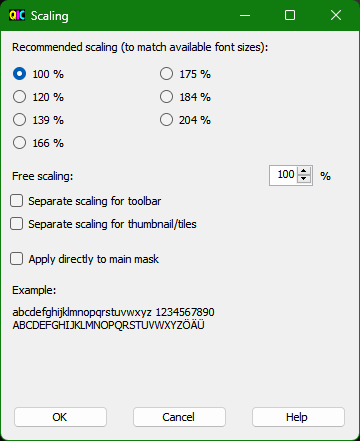 QIC Scaling
Recommended scaling (to match available font sizes):
100 % 175 %
120 % 184 %
139 % 204 %
166 %
Free scaling: 100 %
Separate scaling for toolbar
Separate scaling for thumbnail/tiles
Apply directly to main mask
Example:
abcdefghijklmnopqrstuvwxyz 1234567890
ABCDEFGHIJKLMNOPQRSTUVWXYZÖÄÜ
OK Cancel Help